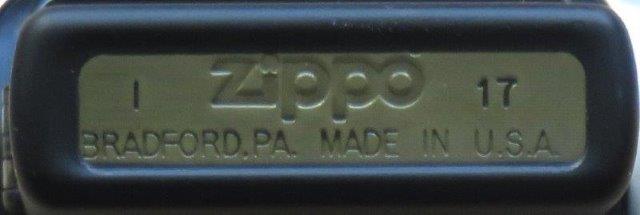 I Zippo 17
BRADFORD, PA. MADE IN U.S.A.